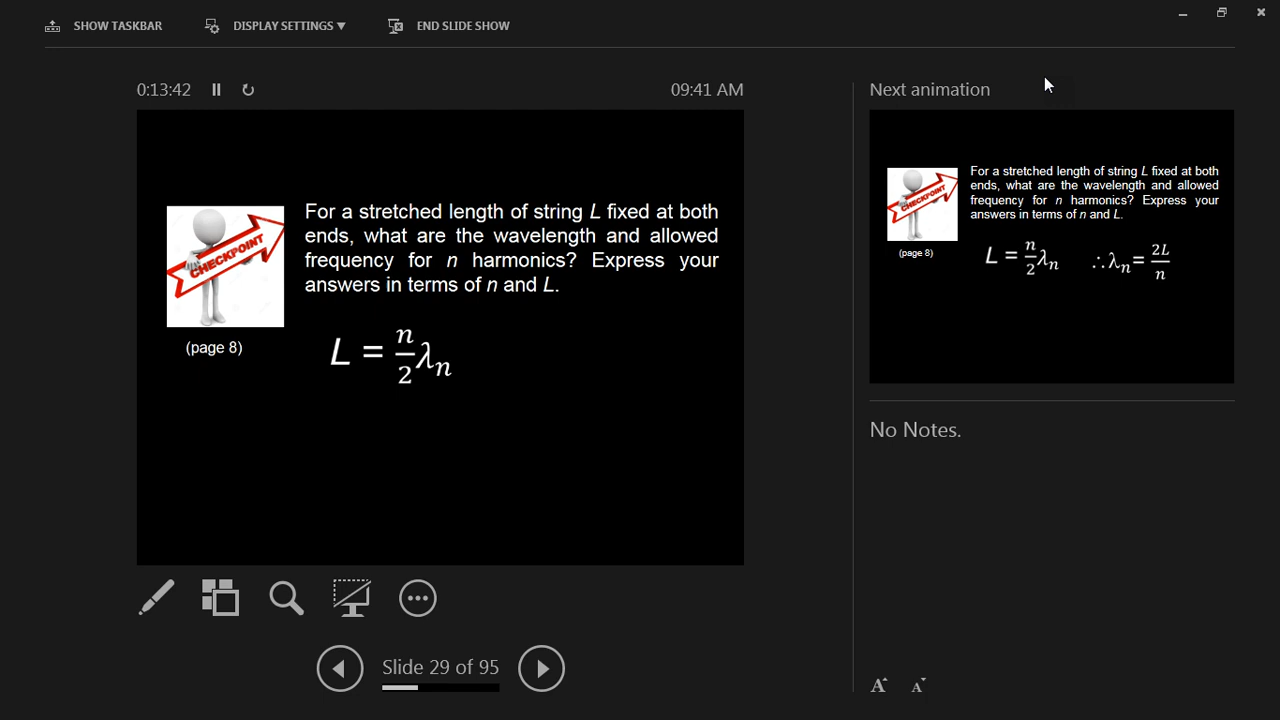 SHOW TASKBAR DISPLAY SETTINGS ▼ END SLIDE SHOW
0:13:42 09:41 AM
For a stretched length of string L fixed at both
ends, what are the wavelength and allowed
frequency for n harmonics? Express your
answers in terms of n and L.
CHECKPOINT
(page 8)
L = n/2 λₙ
Slide 29 of 95
Next animation
For a stretched length of string L fixed at both
ends, what are the wavelength and allowed
frequency for n harmonics? Express your
answers in terms of n and L.
CHECKPOINT
(page 8)
L = n/2 λₙ ∴λₙ= 2L/n
No Notes.
A A